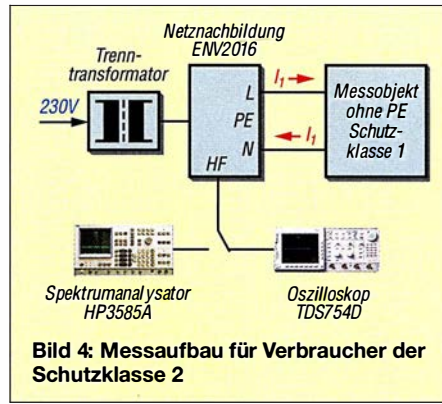 Netznachbildung
ENV2016
Trenn-
transformator
230V
L
PE
N
HF
I₁
I₁
Messobjekt
ohne PE
Schutz-
klasse 1
Spektrumanalysator
HP3585A
Oszilloskop
TDS754D
Bild 4: Messaufbau für Verbraucher der
Schutzklasse 2